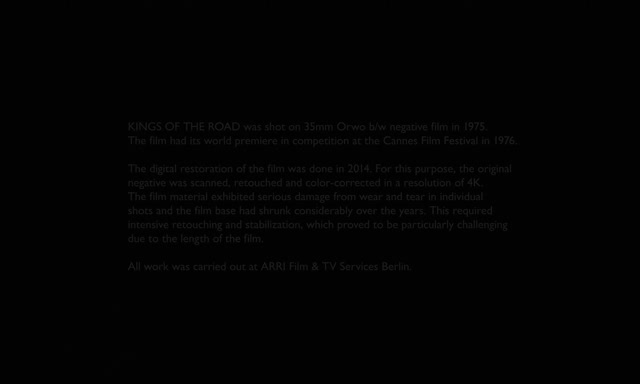 KINGS OF THE ROAD was shot on 35mm Orwo b/w negative film in 1975.
The film had its world premiere in competition at the Cannes Film Festival in 1976.
The digital restoration of the film was done in 2014. For this purpose, the original
negative was scanned, retouched and color-corrected in a resolution of 4K.
The film material exhibited serious damage from wear and tear in individual
shots and the film base had shrunk considerably over the years. This required
intensive retouching and stabilization, which proved to be particularly challenging
due to the length of the film.
All work was carried out at ARRI Film & TV Services Berlin.